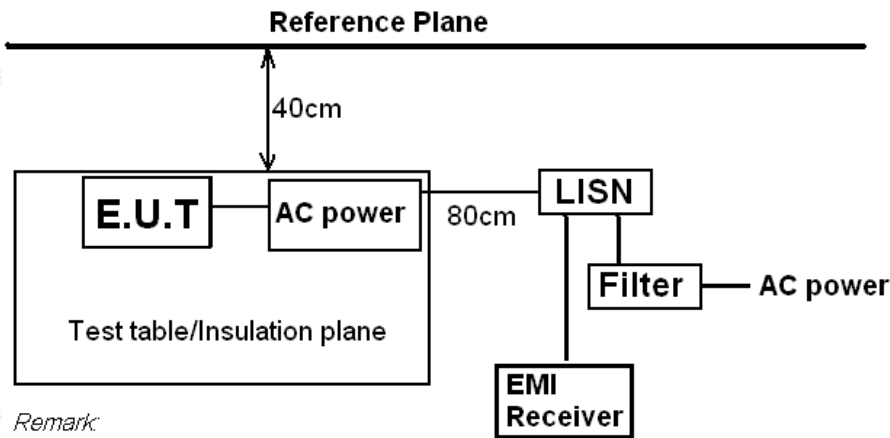 Reference Plane
40cm
E.U.T
AC power
80cm
LISN
Filter
AC power
Test table/Insulation plane
EMI
Receiver
Remark: